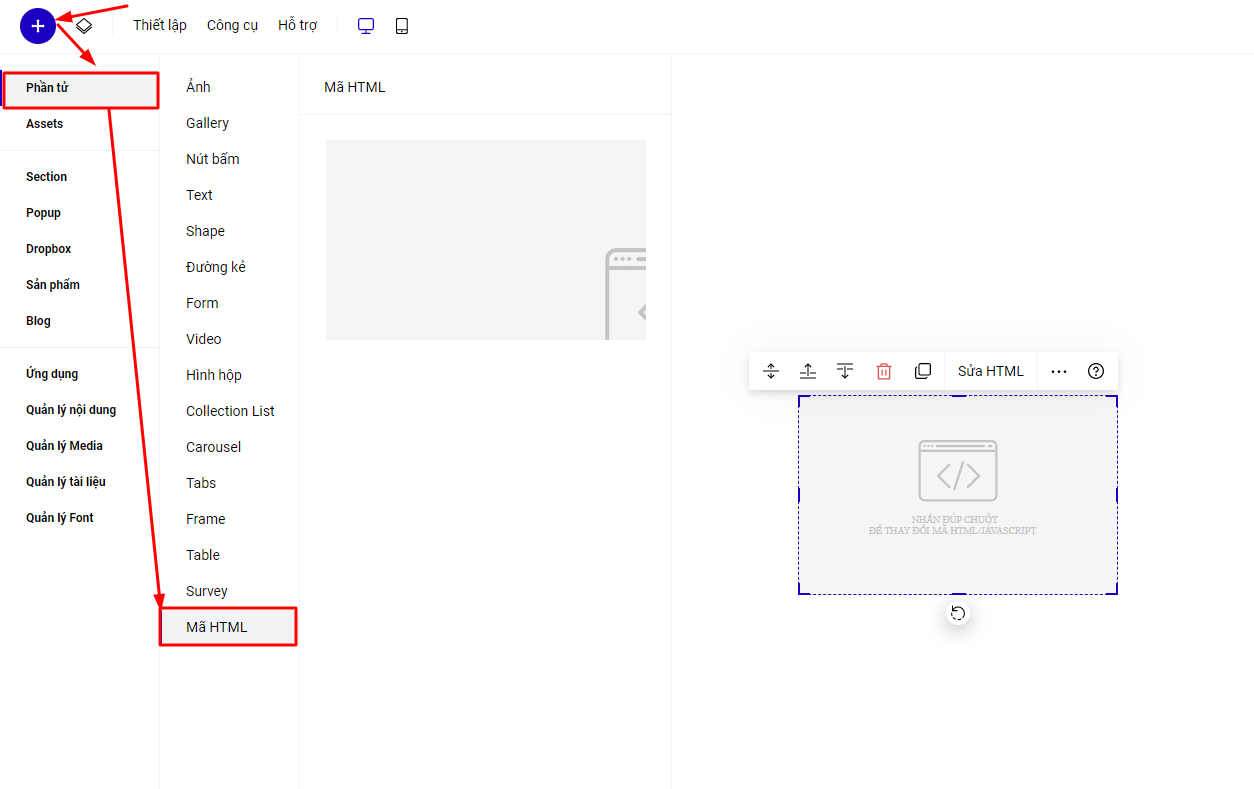 Thiết lập
Công cụ
Hỗ trợ
Phần tử
Assets
Section
Popup
Dropbox
Sản phẩm
Blog
Ứng dụng
Quản lý nội dung
Quản lý Media
Quản lý tài liệu
Quản lý Font
Ảnh
Gallery
Nút bấm
Text
Shape
Đường kẻ
Form
Video
Hình hộp
Collection List
Carousel
Tabs
Frame
Table
Survey
Mã HTML
Mã HTML
Sửa HTML
NHẤN ĐÚP CHUỘT
ĐỂ THAY ĐỔI MÃ HTML/JAVASCRIPT